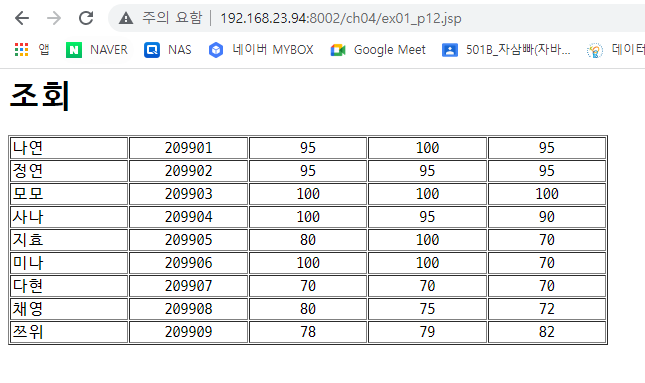 주의 요함 | 192.168.23.94:8002/ch04/ex01_p12.jsp
앱 NAVER NAS 네이버 MYBOX Google Meet 501B_자삼빠(자바... 데이터
조회
나연 209901 95 100 95
정연 209902 95 95 95
모모 209903 100 100 100
사나 209904 100 95 90
지효 209905 80 100 70
미나 209906 100 100 70
다현 209907 70 70 70
채영 209908 80 75 72
쯔위 209909 78 79 82